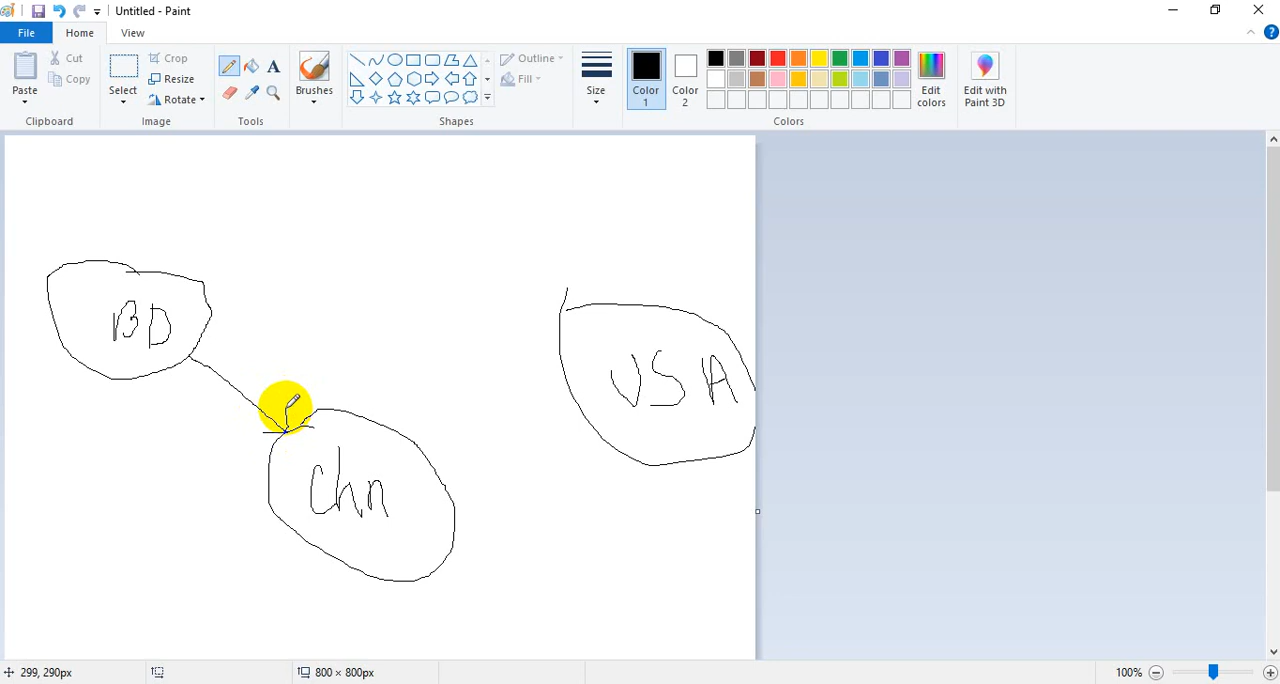 Untitled - Paint
File
Home
View
Paste
Cut
Copy
Clipboard
Select
Crop
Resize
Rotate
Image
A
Tools
Brushes
Outline
Fill
Shapes
Size
Color 1
Color 2
Edit colors
Colors
Edit with Paint 3D
BD
USA
Chn
299, 290px
800 × 800px
100%